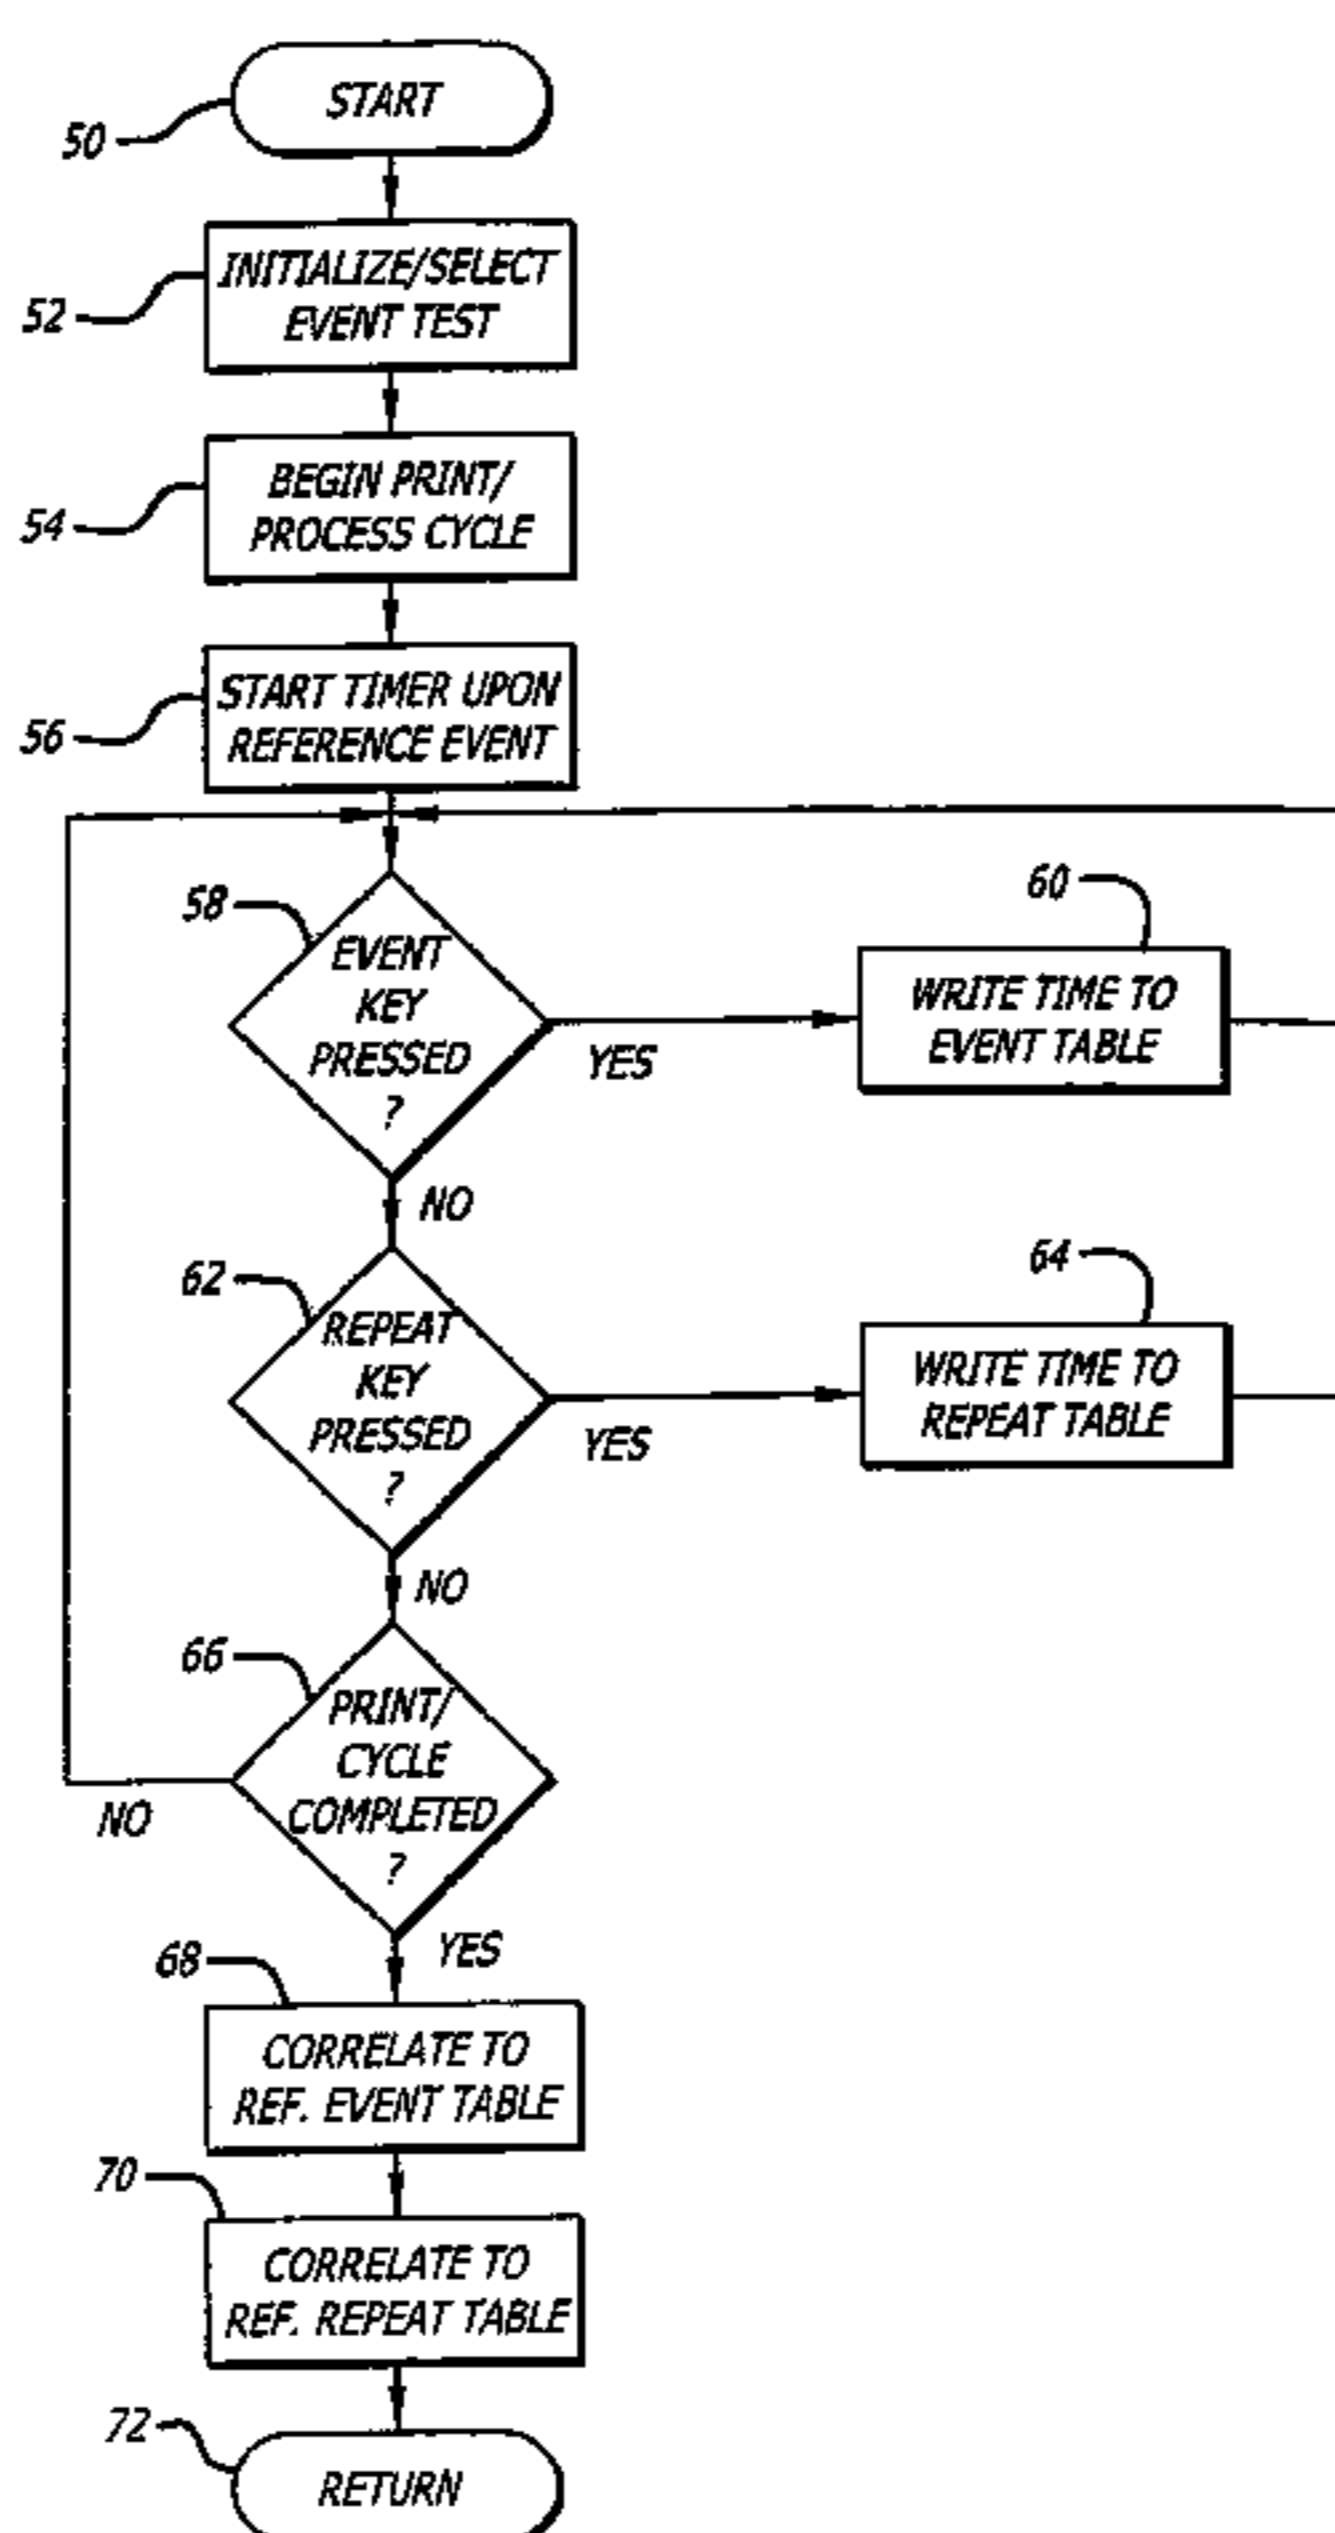 START
50
INITIALIZE/SELECT
EVENT TEST
52
BEGIN PRINT/
PROCESS CYCLE
54
START TIMER UPON
REFERENCE EVENT
56
58
EVENT
KEY
PRESSED
?
YES
60
WRITE TIME TO
EVENT TABLE
NO
62
REPEAT
KEY
PRESSED
?
YES
64
WRITE TIME TO
REPEAT TABLE
NO
66
PRINT/
CYCLE
COMPLETED
?
NO
YES
68
CORRELATE TO
REF. EVENT TABLE
70
CORRELATE TO
REF. REPEAT TABLE
72
RETURN